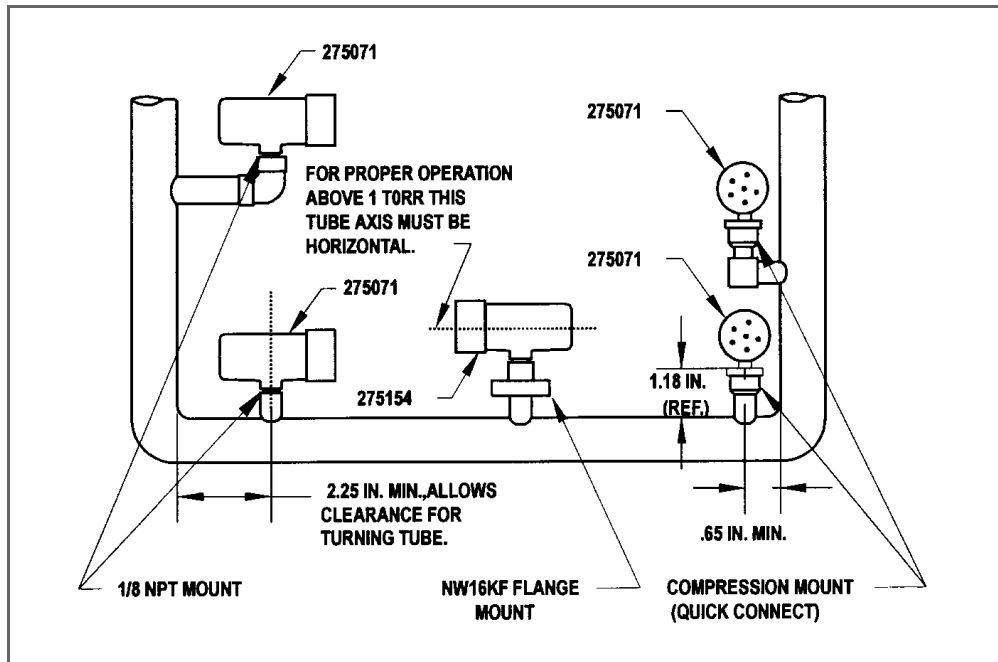 275071
275071
FOR PROPER OPERATION
ABOVE 1 T0RR THIS
TUBE AXIS MUST BE
HORIZONTAL.
275071
275071
275154
1.18 IN.
(REF.)
2.25 IN. MIN.,ALLOWS
CLEARANCE FOR
TURNING TUBE.
.65 IN. MIN.
1/8 NPT MOUNT
NW16KF FLANGE
MOUNT
COMPRESSION MOUNT
(QUICK CONNECT)